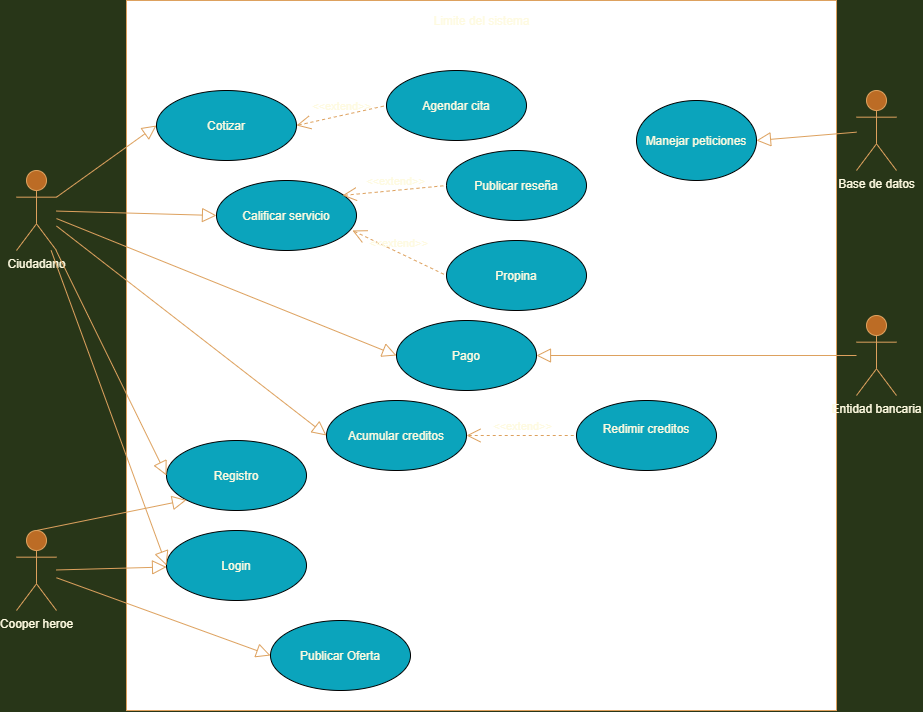 Limite del sistema
Cotizar
<<extend>>
Agendar cita
Manejar peticiones
Base de datos
Ciudadano
Calificar servicio
<<extend>>
Publicar reseña
<<extend>>
Propina
Pago
Entidad bancaria
Acumular creditos
<<extend>>
Redimir creditos
Registro
Login
Cooper heroe
Publicar Oferta